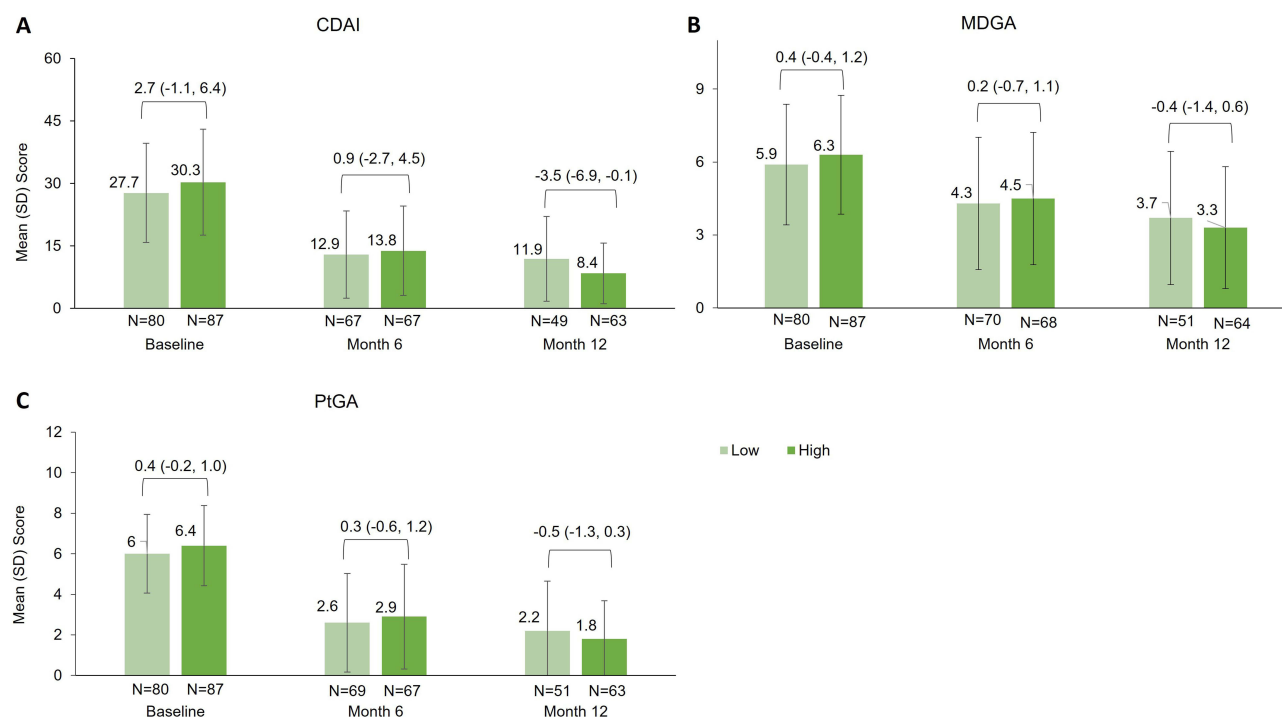 A
CDAI
Mean (SD) Score
60
45
30
15
0
2.7 (-1.1, 6.4)
0.9 (-2.7, 4.5)
-3.5 (-6.9, -0.1)
27.7
30.3
12.9
13.8
11.9
8.4
N=80 N=87 N=67 N=67 N=49 N=63
Baseline Month 6 Month 12
B
MDGA
9
6
3
0
0.4 (-0.4, 1.2)
0.2 (-0.7, 1.1)
-0.4 (-1.4, 0.6)
5.9
6.3
4.3
4.5
3.7
3.3
N=80 N=87 N=70 N=68 N=51 N=64
Baseline Month 6 Month 12
C
PtGA
Mean (SD) Score
12
10
8
6
4
2
0
0.4 (-0.2, 1.0)
0.3 (-0.6, 1.2)
-0.5 (-1.3, 0.3)
6
6.4
2.6
2.9
2.2
1.8
N=80 N=87 N=69 N=67 N=51 N=63
Baseline Month 6 Month 12
Low High